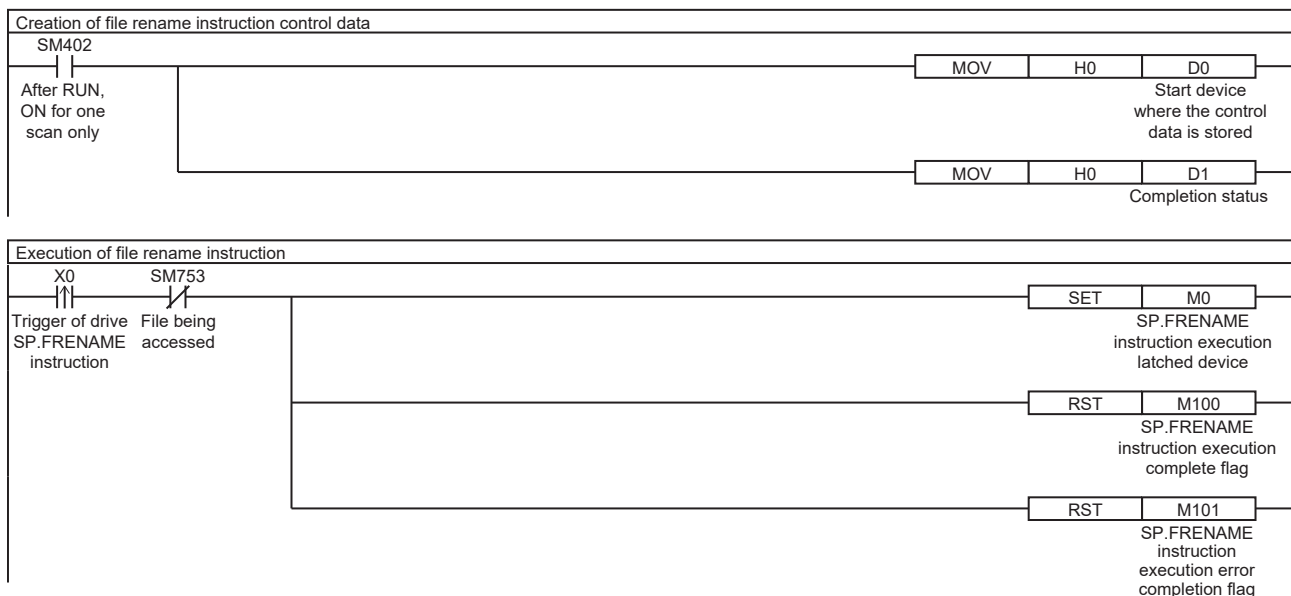 Creation of file rename instruction control data
SM402
MOV H0 D0
After RUN,
ON for one
scan only
Start device
where the control
data is stored
MOV H0 D1
Completion status
Execution of file rename instruction
X0 SM753
SET M0
Trigger of drive
SP.FRENAME
instruction
File being
accessed
SP.FRENAME
instruction execution
latched device
RST M100
SP.FRENAME
instruction execution
complete flag
RST M101
SP.FRENAME
instruction
execution error
completion flag